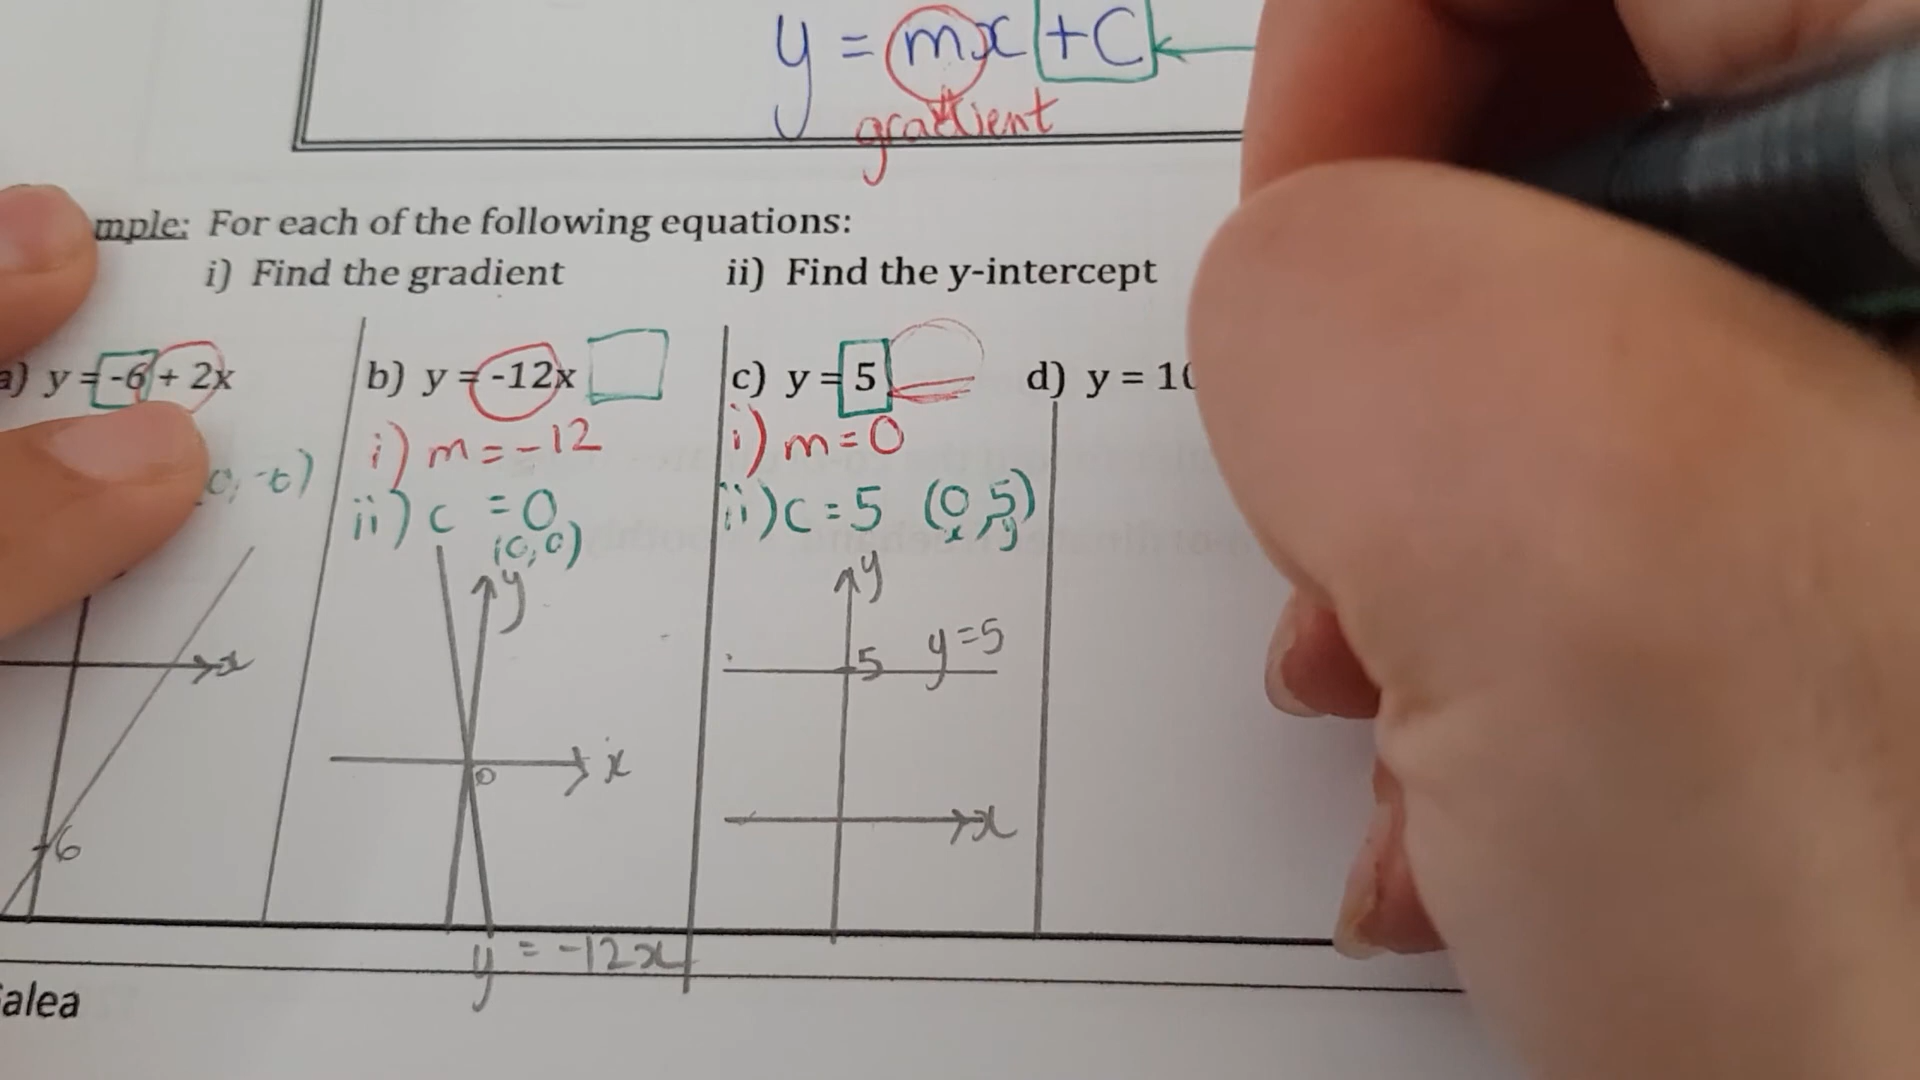 y = mx + c
gradient
mple: For each of the following equations:
i) Find the gradient ii) Find the y-intercept
a) y = -6 + 2x b) y = -12x c) y = 5 d) y = 1
i) m = -12 i) m = 0
ii) c = 0 ii) c = 5 (0, 5)
(0, 0) x y
y y
5 y = 5
x
x
0 x
6
y = -12x
alea